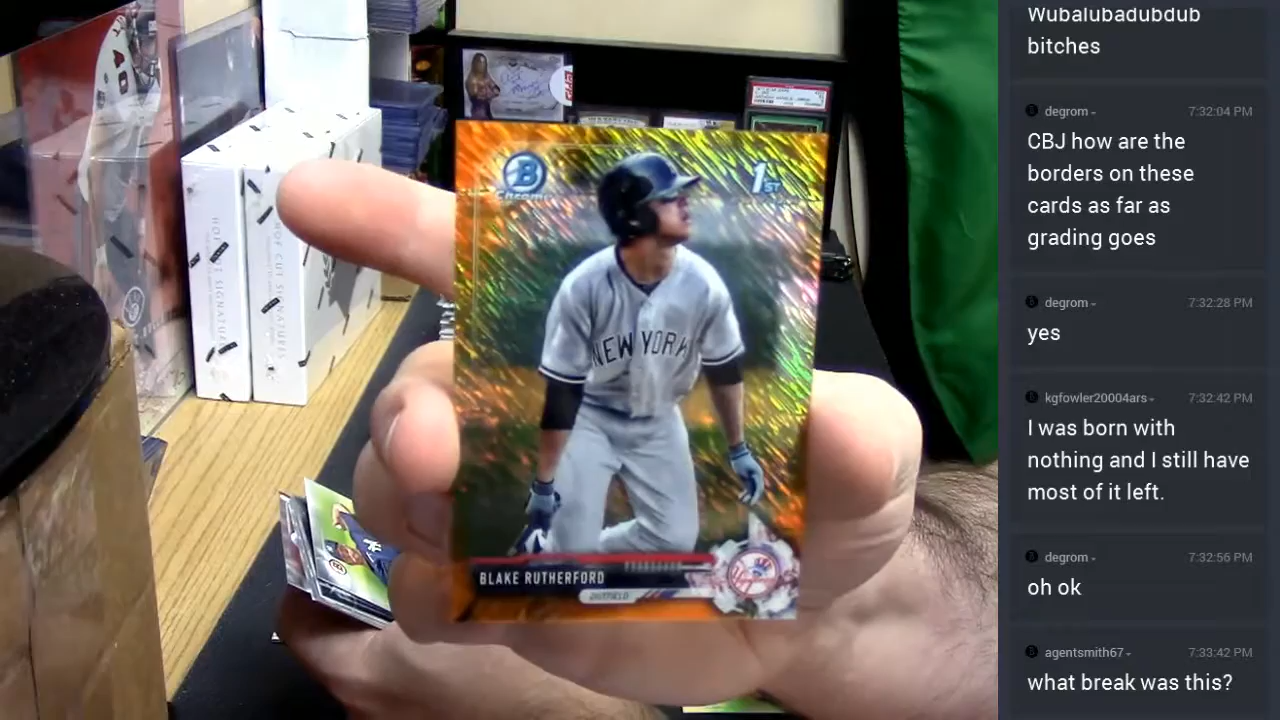 B
Chrome
1ST
NEW YORK
BLAKE RUTHERFORD
OUTFIELD
Wubalubadubdub
bitches
degrom
7:32:04 PM
CBJ how are the
borders on these
cards as far as
grading goes
degrom
7:32:28 PM
yes
kgfowler20004ars
7:32:42 PM
I was born with
nothing and I still have
most of it left.
degrom
7:32:56 PM
oh ok
agentsmith67
7:33:42 PM
what break was this?